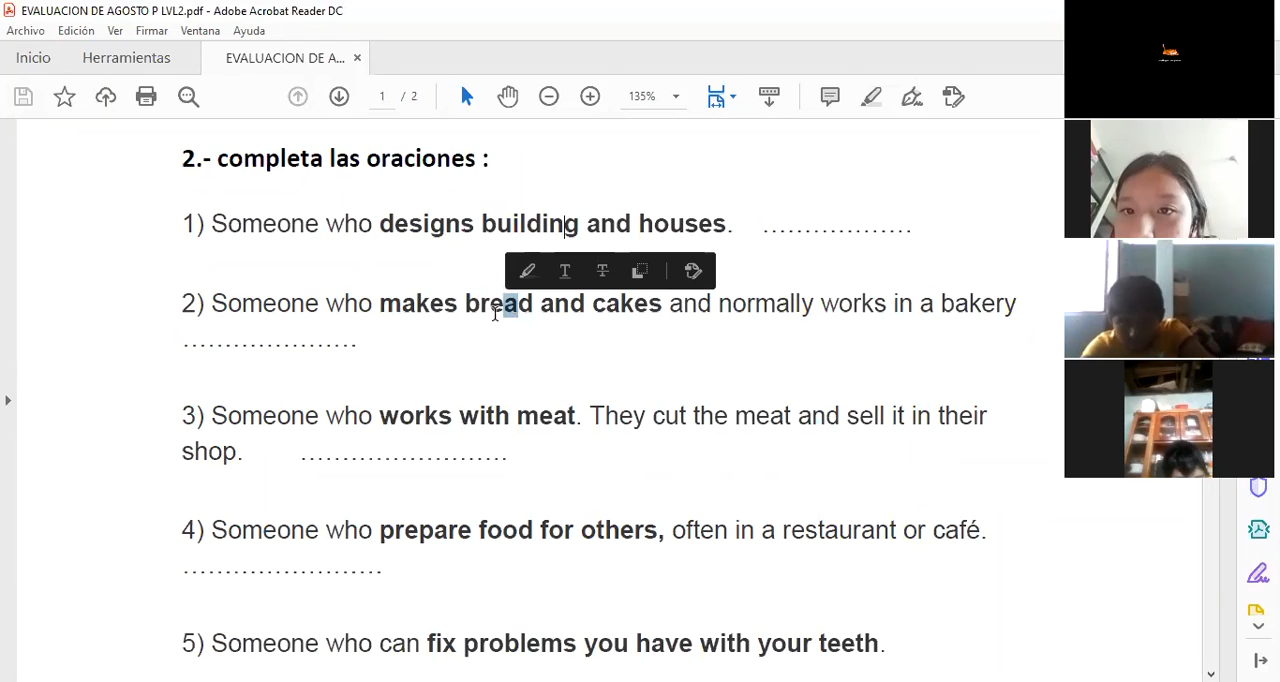 EVALUACION DE AGOSTO P LVL2.pdf - Adobe Acrobat Reader DC
Archivo Edición Ver Firmar Ventana Ayuda
Inicio Herramientas EVALUACION DE A... ×
1 / 2 135%
2.- completa las oraciones :
1) Someone who designs building and houses. ..................
2) Someone who makes bread and cakes and normally works in a bakery
.....................
3) Someone who works with meat. They cut the meat and sell it in their
shop. .........................
4) Someone who prepare food for others, often in a restaurant or café.
........................
5) Someone who can fix problems you have with your teeth.